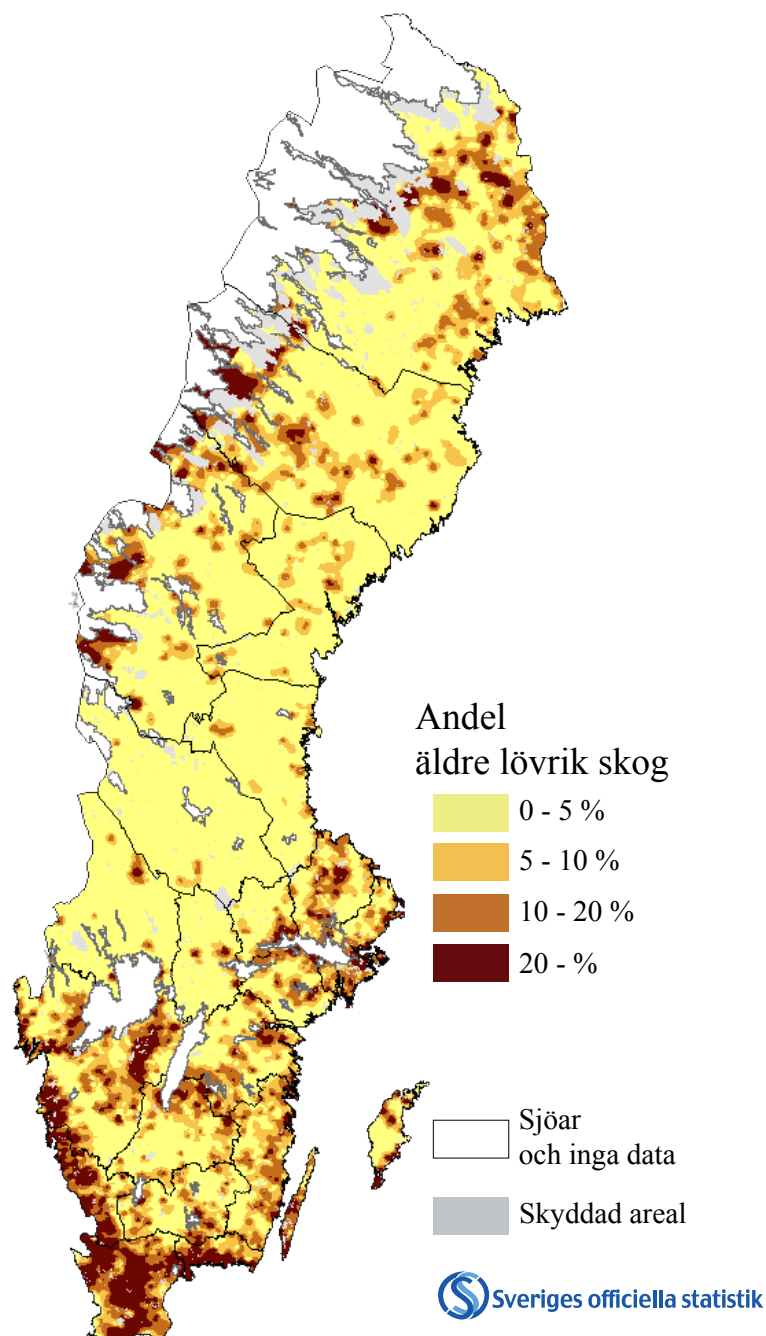 Andel
äldre lövrik skog
0 - 5 %
5 - 10 %
10 - 20 %
20 - %
Sjöar
och inga data
Skyddad areal
Sveriges officiella statistik